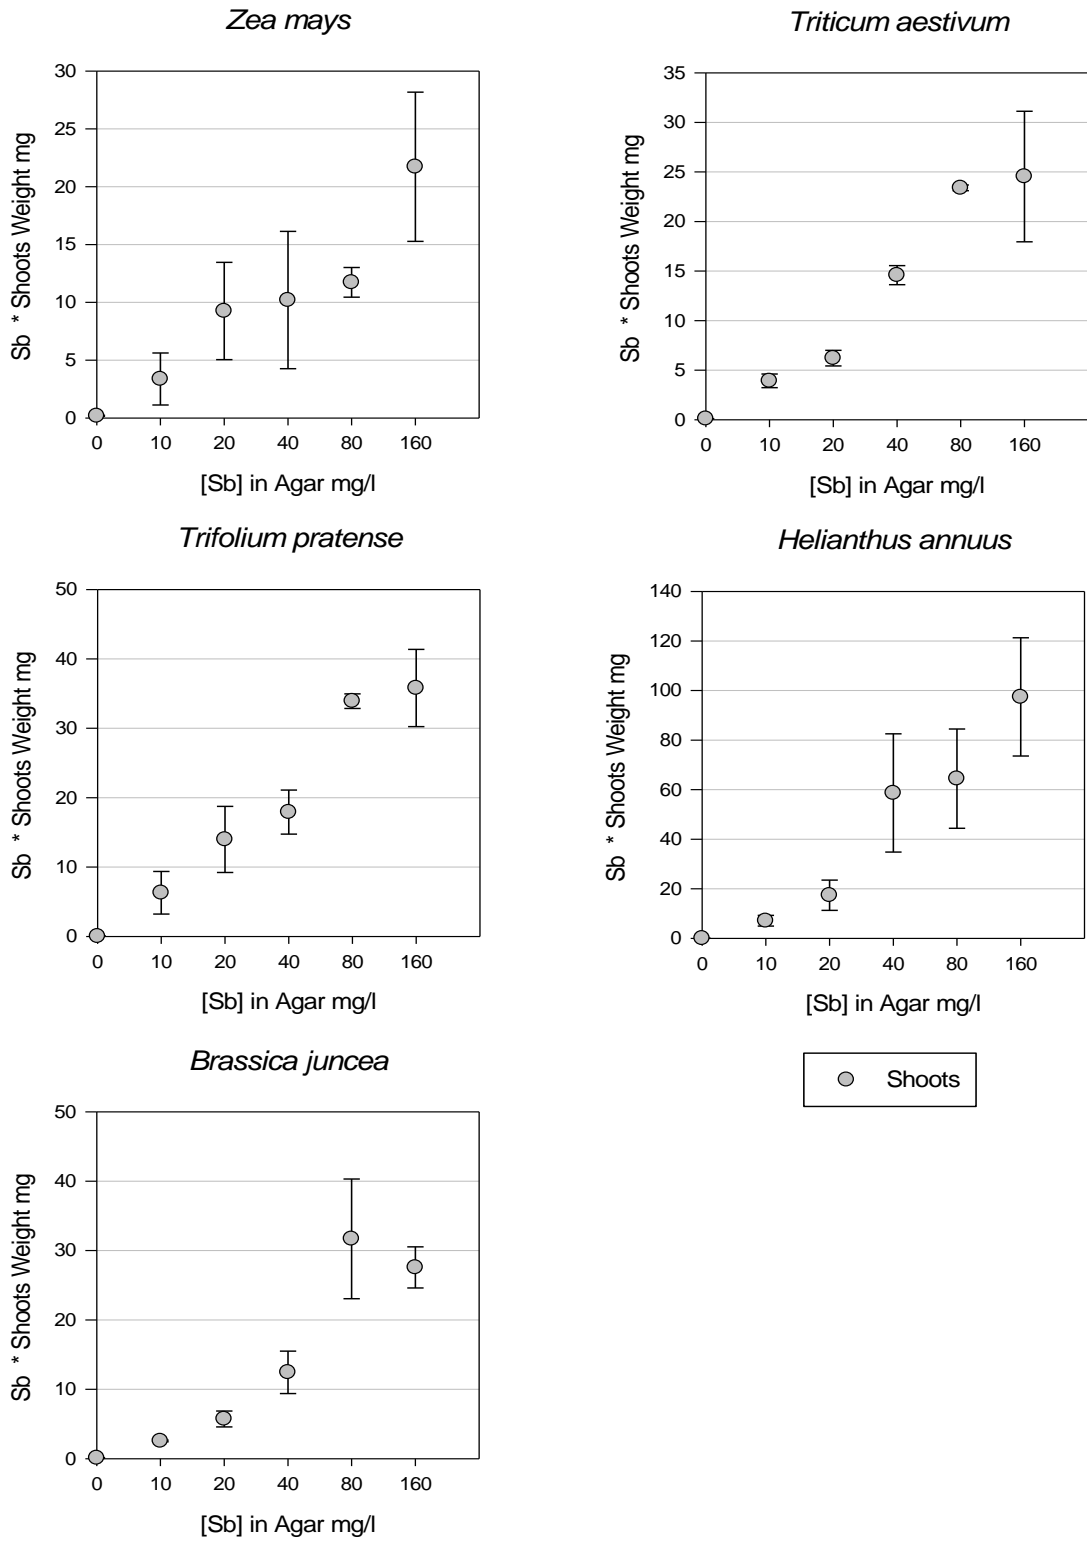 Zea mays
Sb * Shoots Weight mg
30
25
20
15
10
5
0
0 10 20 40 80 160
[Sb] in Agar mg/l
Triticum aestivum
Sb * Shoots Weight mg
35
30
25
20
15
10
5
0
0 10 20 40 80 160
[Sb] in Agar mg/l
Trifolium pratense
Sb * Shoots Weight mg
50
40
30
20
10
0
0 10 20 40 80 160
[Sb] in Agar mg/l
Helianthus annuus
Sb * Shoots Weight mg
140
120
100
80
60
40
20
0
0 10 20 40 80 160
[Sb] in Agar mg/l
Brassica juncea
Sb * Shoots Weight mg
50
40
30
20
10
0
0 10 20 40 80 160
[Sb] in Agar mg/l
Shoots